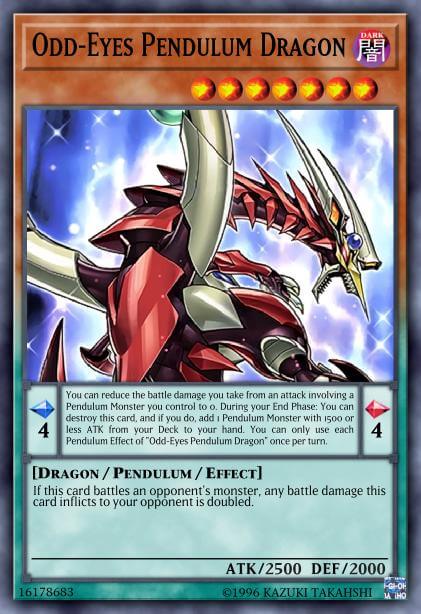 Odd-Eyes Pendulum Dragon
DARK
闇
You can reduce the battle damage you take from an attack involving a
Pendulum Monster you control to 0. During your End Phase: You can
destroy this card, and if you do, add 1 Pendulum Monster with 1500 or
less ATK from your Deck to your hand. You can only use each
Pendulum Effect of "Odd-Eyes Pendulum Dragon" once per turn.
4
4
[Dragon / Pendulum / Effect]
If this card battles an opponent's monster, any battle damage this
card inflicts to your opponent is doubled.
ATK/2500 DEF/2000
16178683
©1996 KAZUKI TAKAHSHI